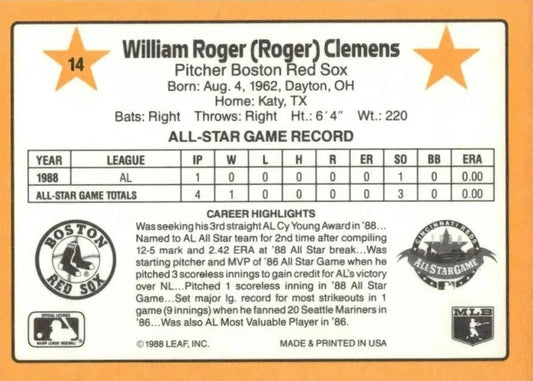 14
William Roger (Roger) Clemens
Pitcher Boston Red Sox
Born: Aug. 4, 1962, Dayton, OH
Home: Katy, TX
Bats: Right Throws: Right Ht.: 6'4" Wt.: 220
ALL-STAR GAME RECORD
YEAR LEAGUE IP W L H R ER SO BB ERA
1988 AL 1 0 0 0 0 0 1 0 0.00
ALL-STAR GAME TOTALS 4 1 0 0 0 0 3 0 0.00
CAREER HIGHLIGHTS
Was seeking his 3rd straight AL Cy Young Award in '88...
Named to AL All Star team for 2nd time after compiling
12-5 mark and 2.42 ERA at '88 All Star break...Was
starting pitcher and MVP of '86 All Star Game when he
pitched 3 scoreless innings to gain credit for AL's victory
over NL...Pitched 1 scoreless inning in '88 All Star
Game...Set major lg. record for most strikeouts in 1
game (9 innings) when he fanned 20 Seattle Mariners in
'86...Was also AL Most Valuable Player in '86.
BOSTON
RED SOX
CINCINNATI REDS
ALL STAR GAME
OFFICIAL LICENSEE
MAJOR LEAGUE BASEBALL
MLB
© 1988 LEAF, INC. MADE & PRINTED IN USA